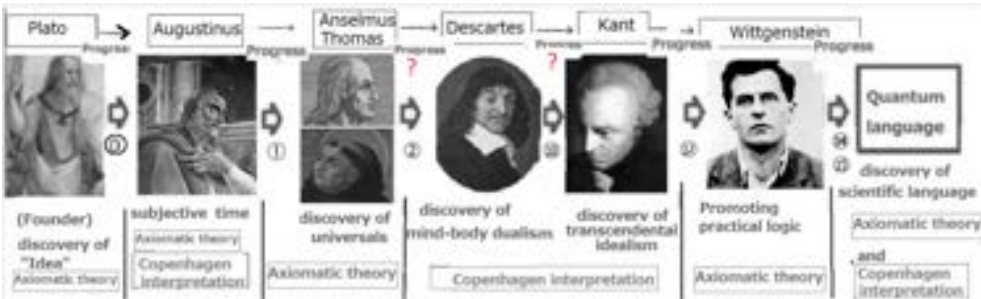 Plato
Augustinus
Anselmus
Thomas
Descartes
Kant
Wittgenstein
Progress
Progress
Progress
Progress
Progress
Progress
?
?
⓪
①
②
Quantum
language
(Founder)
discovery of
"Idea"
Axiomatic theory
subjective time
Axiomatic theory
Copenhagen
interpretation
discovery of
universals
Axiomatic theory
discovery of
mind-body dualism
discovery of
transcendental
idealism
Copenhagen interpretation
Promoting
practical logic
Axiomatic theory
discovery of
scientific language
Axiomatic theory
, and
Copenhagen
interpretation